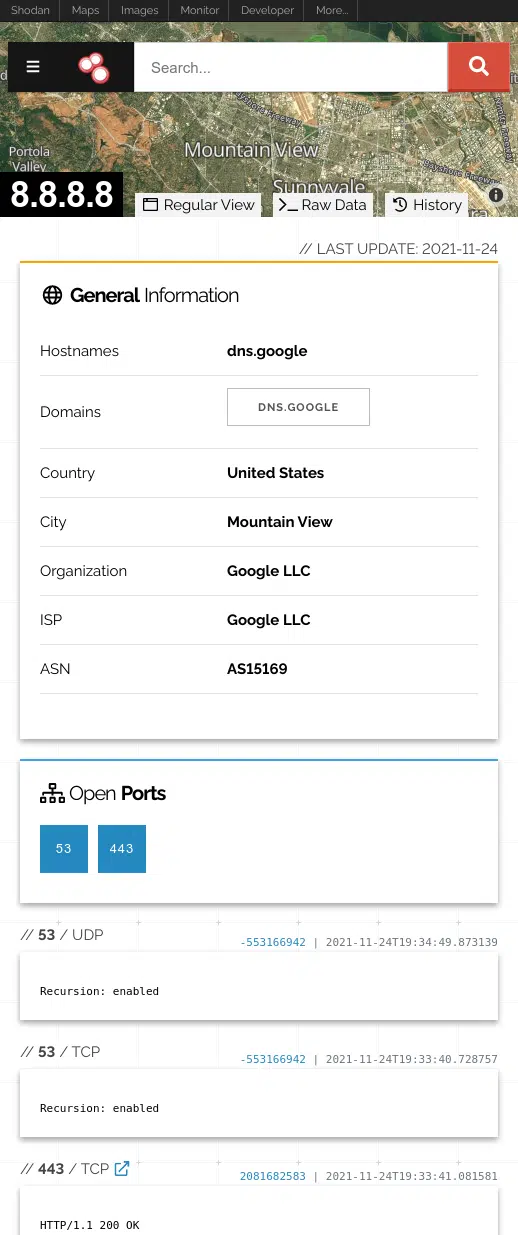 Shodan Maps Images Monitor Developer More...
Search...
Bayshore Freeway
Portola
Valley
Mountain View
Sunnyvale
Bayshore Freeway
8.8.8.8 Regular View Raw Data History
// LAST UPDATE: 2021-11-24
General Information
Hostnames dns.google
Domains DNS.GOOGLE
Country United States
City Mountain View
Organization Google LLC
ISP Google LLC
ASN AS15169
Open Ports
53 443
// 53 / UDP -553166942 | 2021-11-24T19:34:49.873139
Recursion: enabled
// 53 / TCP -553166942 | 2021-11-24T19:33:40.728757
Recursion: enabled
// 443 / TCP 2081682583 | 2021-11-24T19:33:41.081581
HTTP/1.1 200 OK